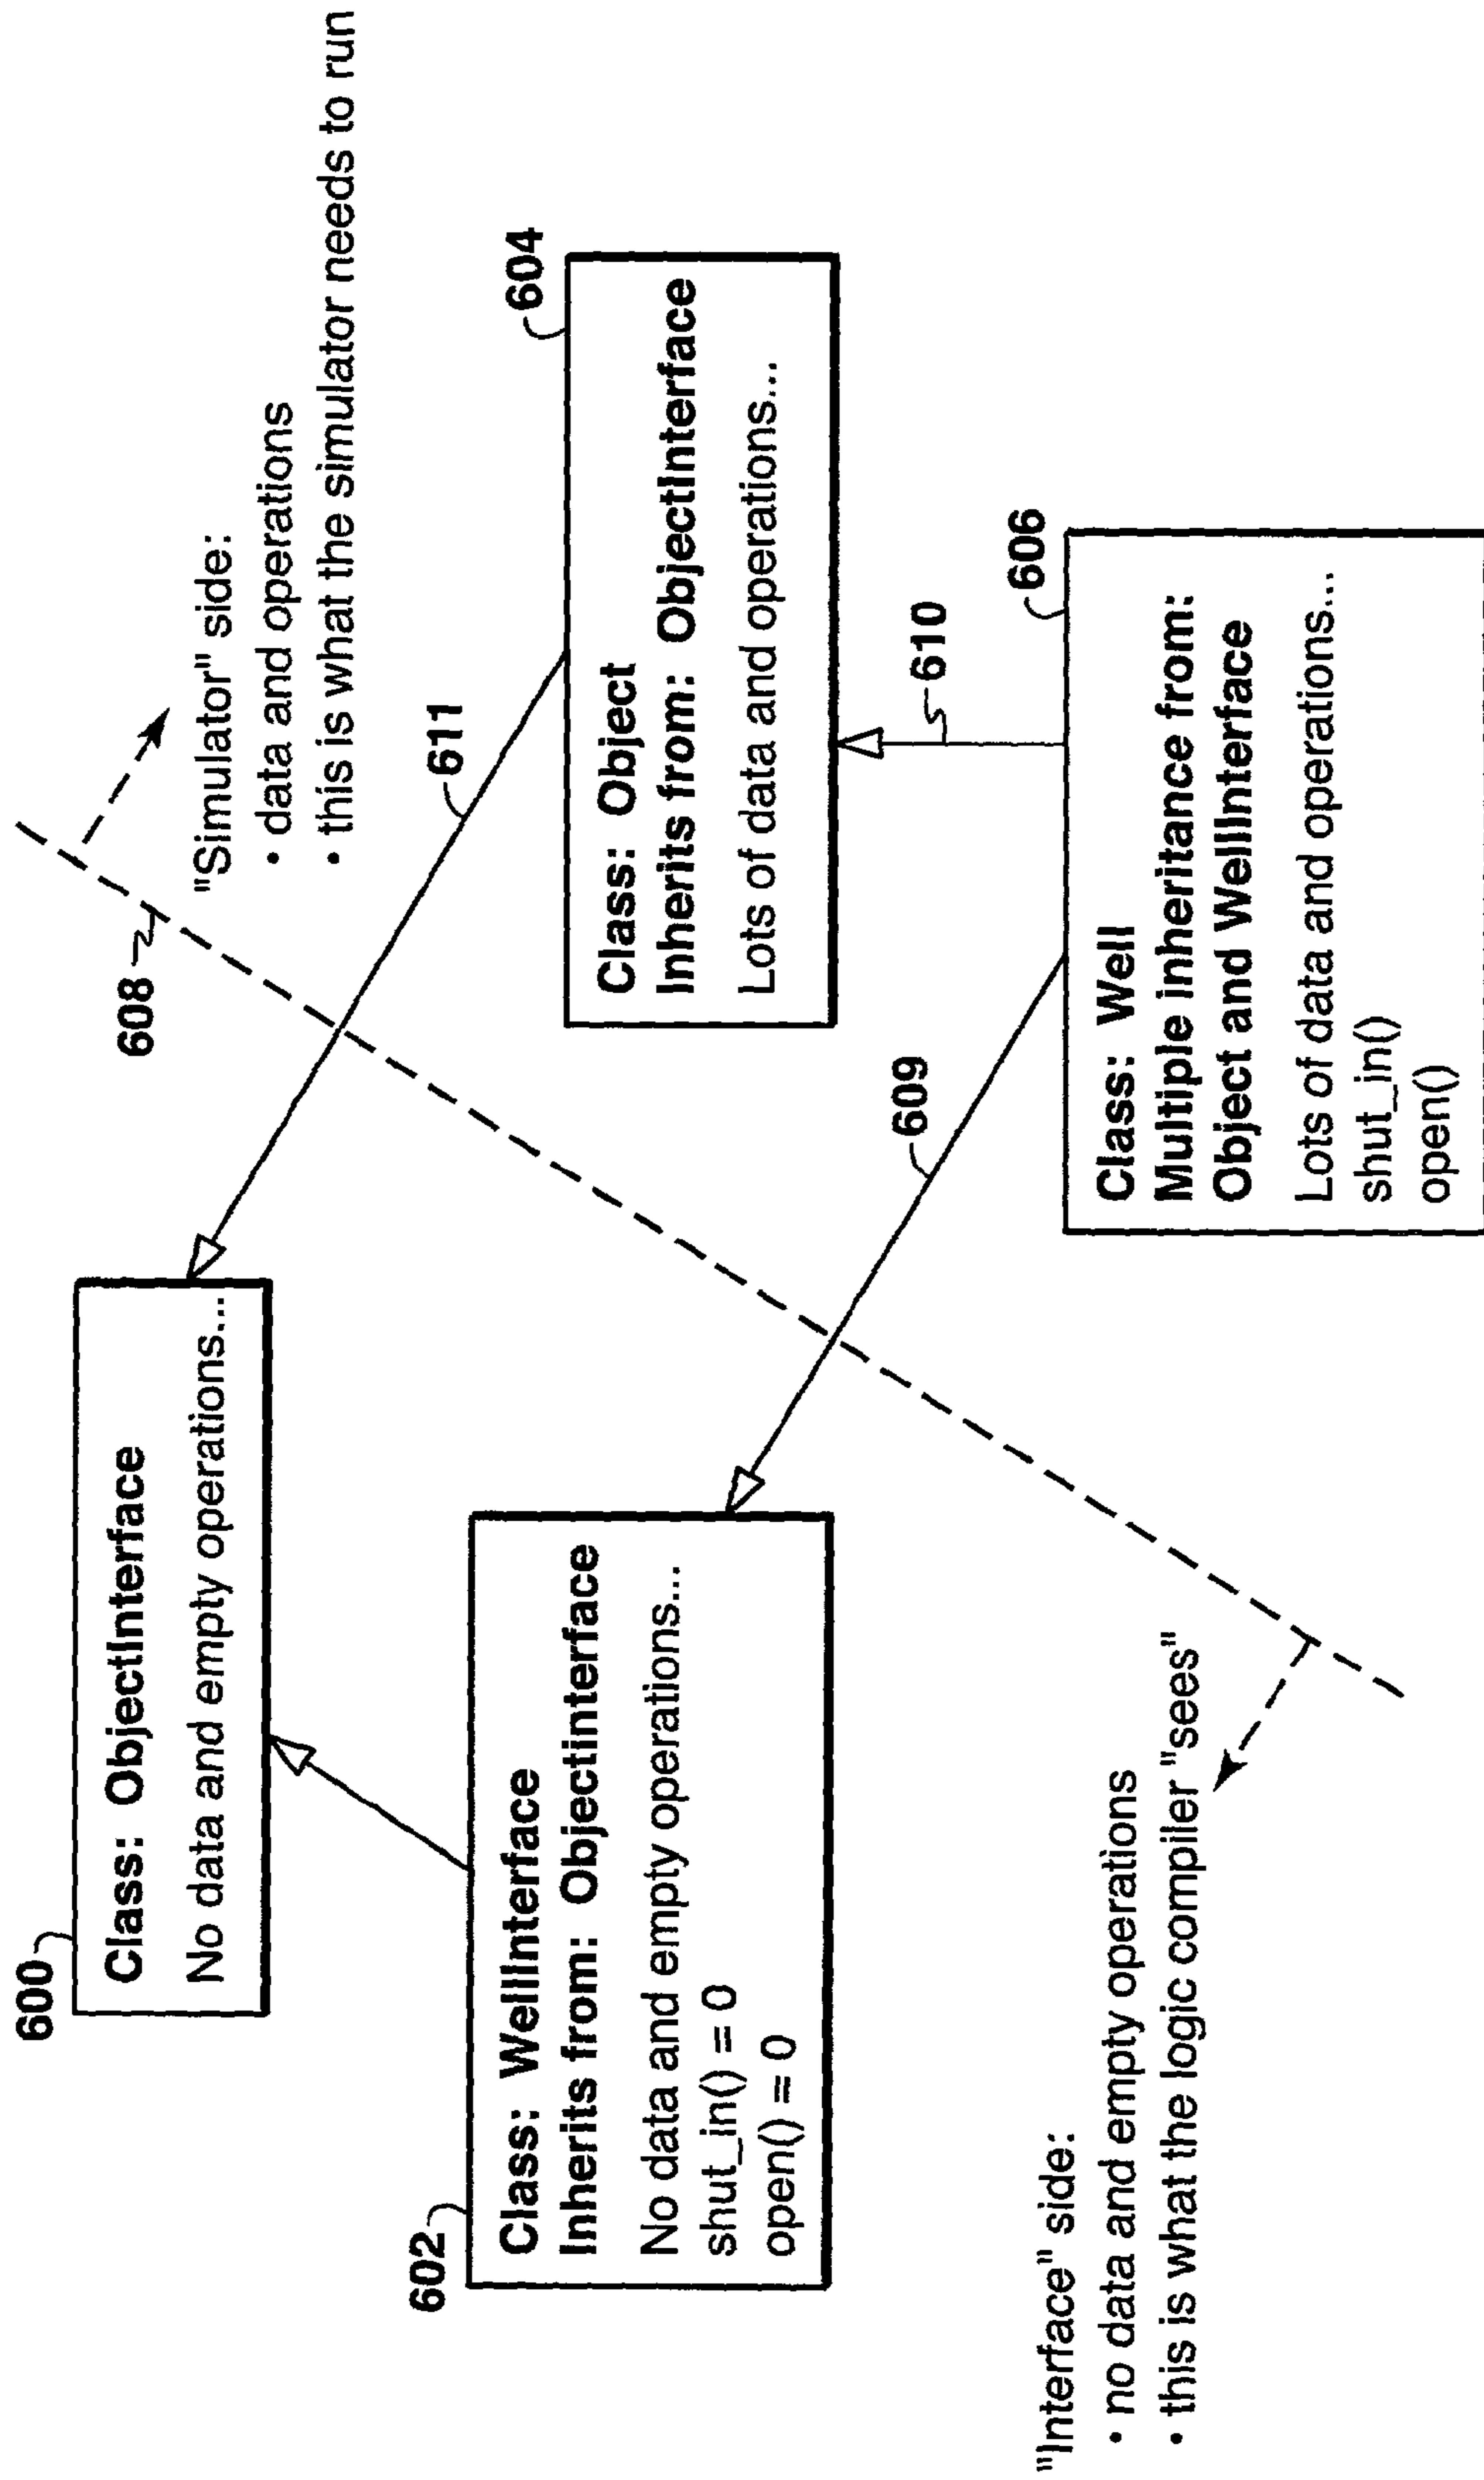 600
Class: ObjectInterface
No data and empty operations...
608
"Simulator" side:
• data and operations
• this is what the simulator needs to run
611
602
Class: WellInterface
Inherits from: ObjectInterface
No data and empty operations...
shut_in() = 0
open() = 0
604
Class: Object
Inherits from: ObjectInterface
Lots of data and operations...
609
610
"Interface" side:
• no data and empty operations
• this is what the logic compiler "sees"
606
Class: Well
Multiple inheritance from:
Object and WellInterface
Lots of data and operations...
shut_in()
open()